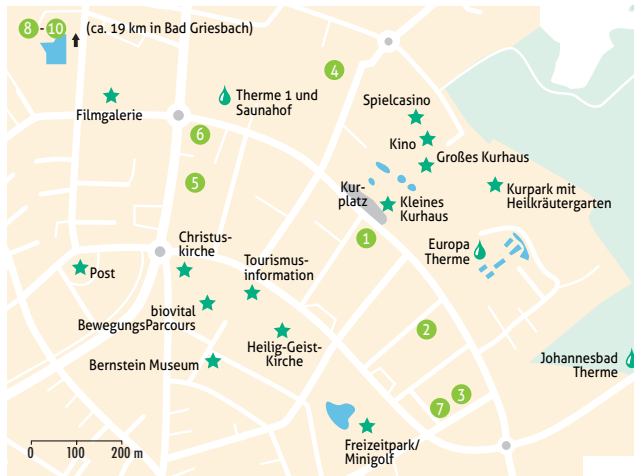 8 - 10 (ca. 19 km in Bad Griesbach)
4
Therme 1 und
Saunahof
Filmgalerie
Spielcasino
6
Kino
Großes Kurhaus
5
Kur-
platz
Kleines
Kurhaus
Kurpark mit
Heilkräutergarten
1
Christus-
kirche
Europa
Therme
Tourismus-
information
Post
biovital
BewegungsParcours
2
Heilig-Geist-
Kirche
Bernstein Museum
Johannesbad
Therme
3
7
Freizeitpark/
Minigolf
0 100 200 m